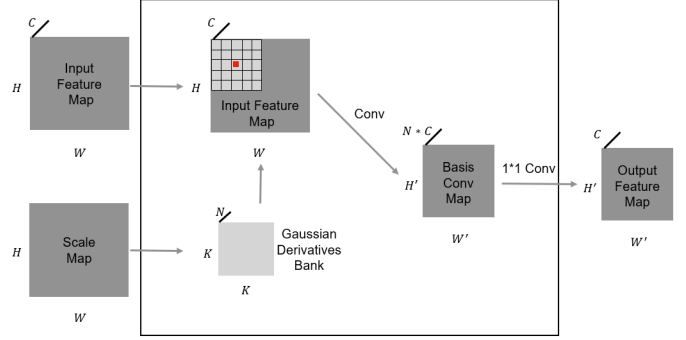 C
Input
Feature
Map
H
W
C
H
Input Feature
Map
W
Conv
N * C
Basis
Conv
Map
H'
W'
1*1 Conv
C
Output
Feature
Map
H'
W'
Scale
Map
H
W
N
K
K
Gaussian
Derivatives
Bank